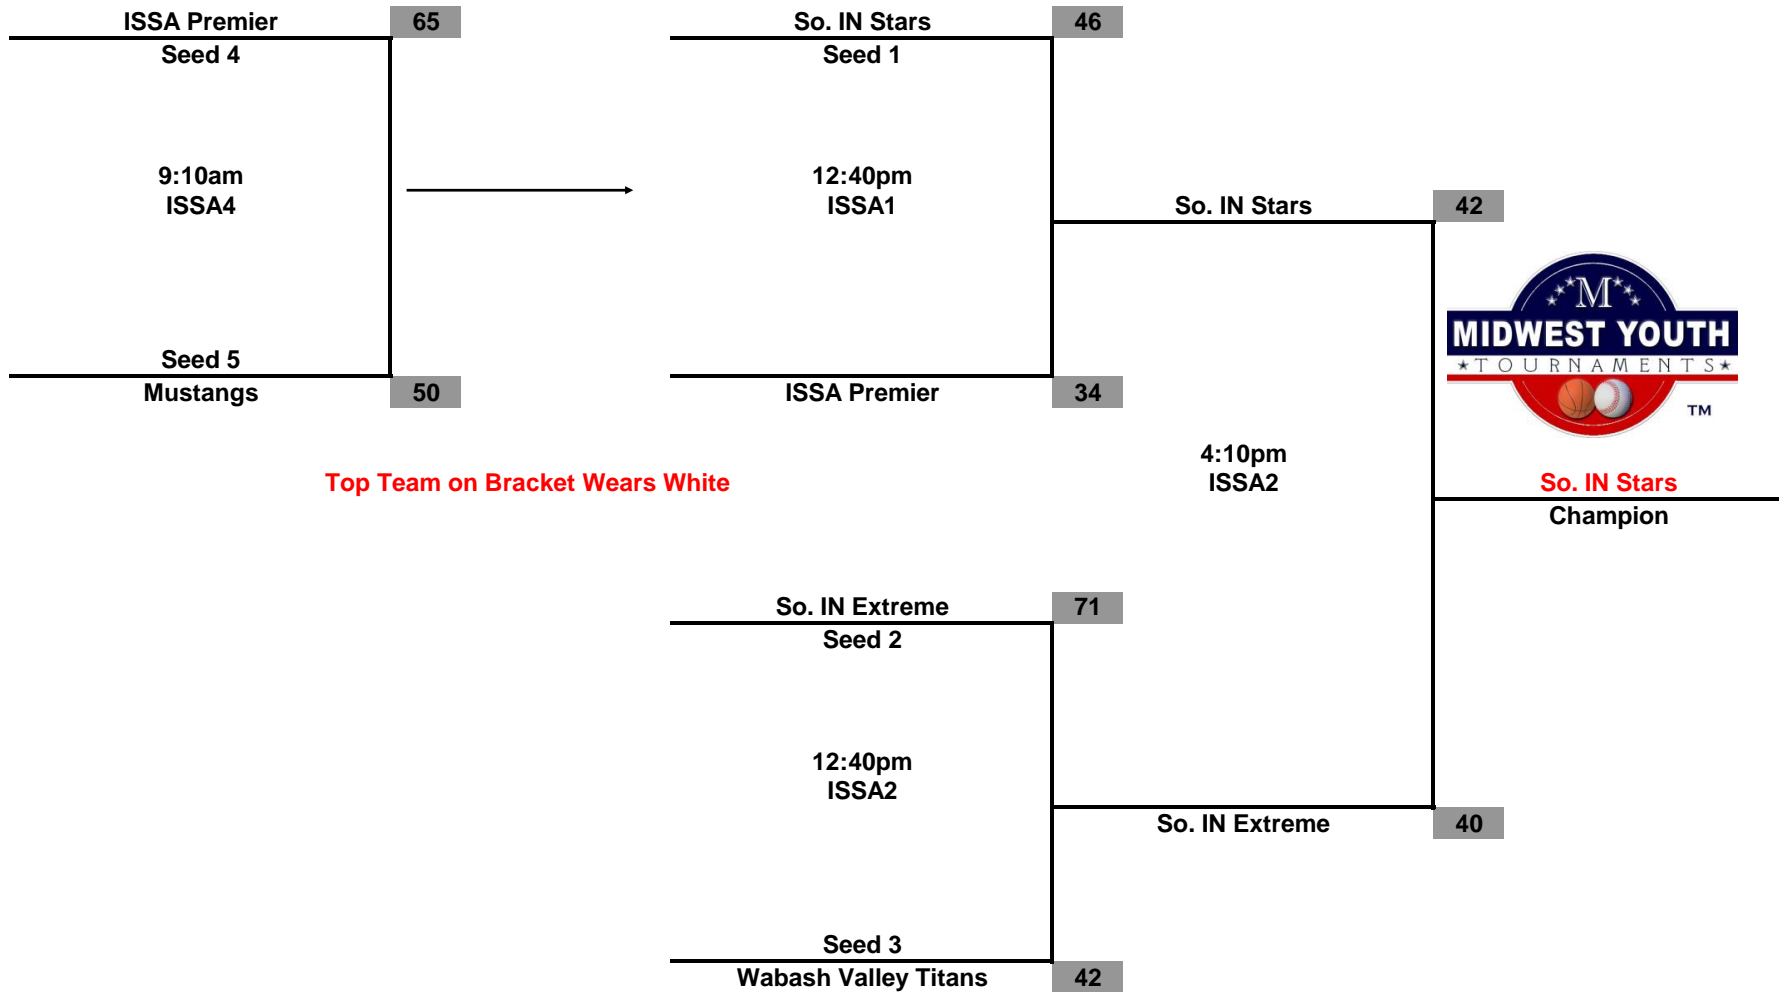 ISSA Premier 65
Seed 4
9:10am
ISSA4
Seed 5
Mustangs 50
So. IN Stars 46
Seed 1
12:40pm
ISSA1
ISSA Premier 34
So. IN Stars 42
M
MIDWEST YOUTH
TOURNAMENTS
TM
4:10pm
ISSA2
Top Team on Bracket Wears White
So. IN Stars
Champion
So. IN Extreme 71
Seed 2
12:40pm
ISSA2
So. IN Extreme 40
Seed 3
Wabash Valley Titans 42